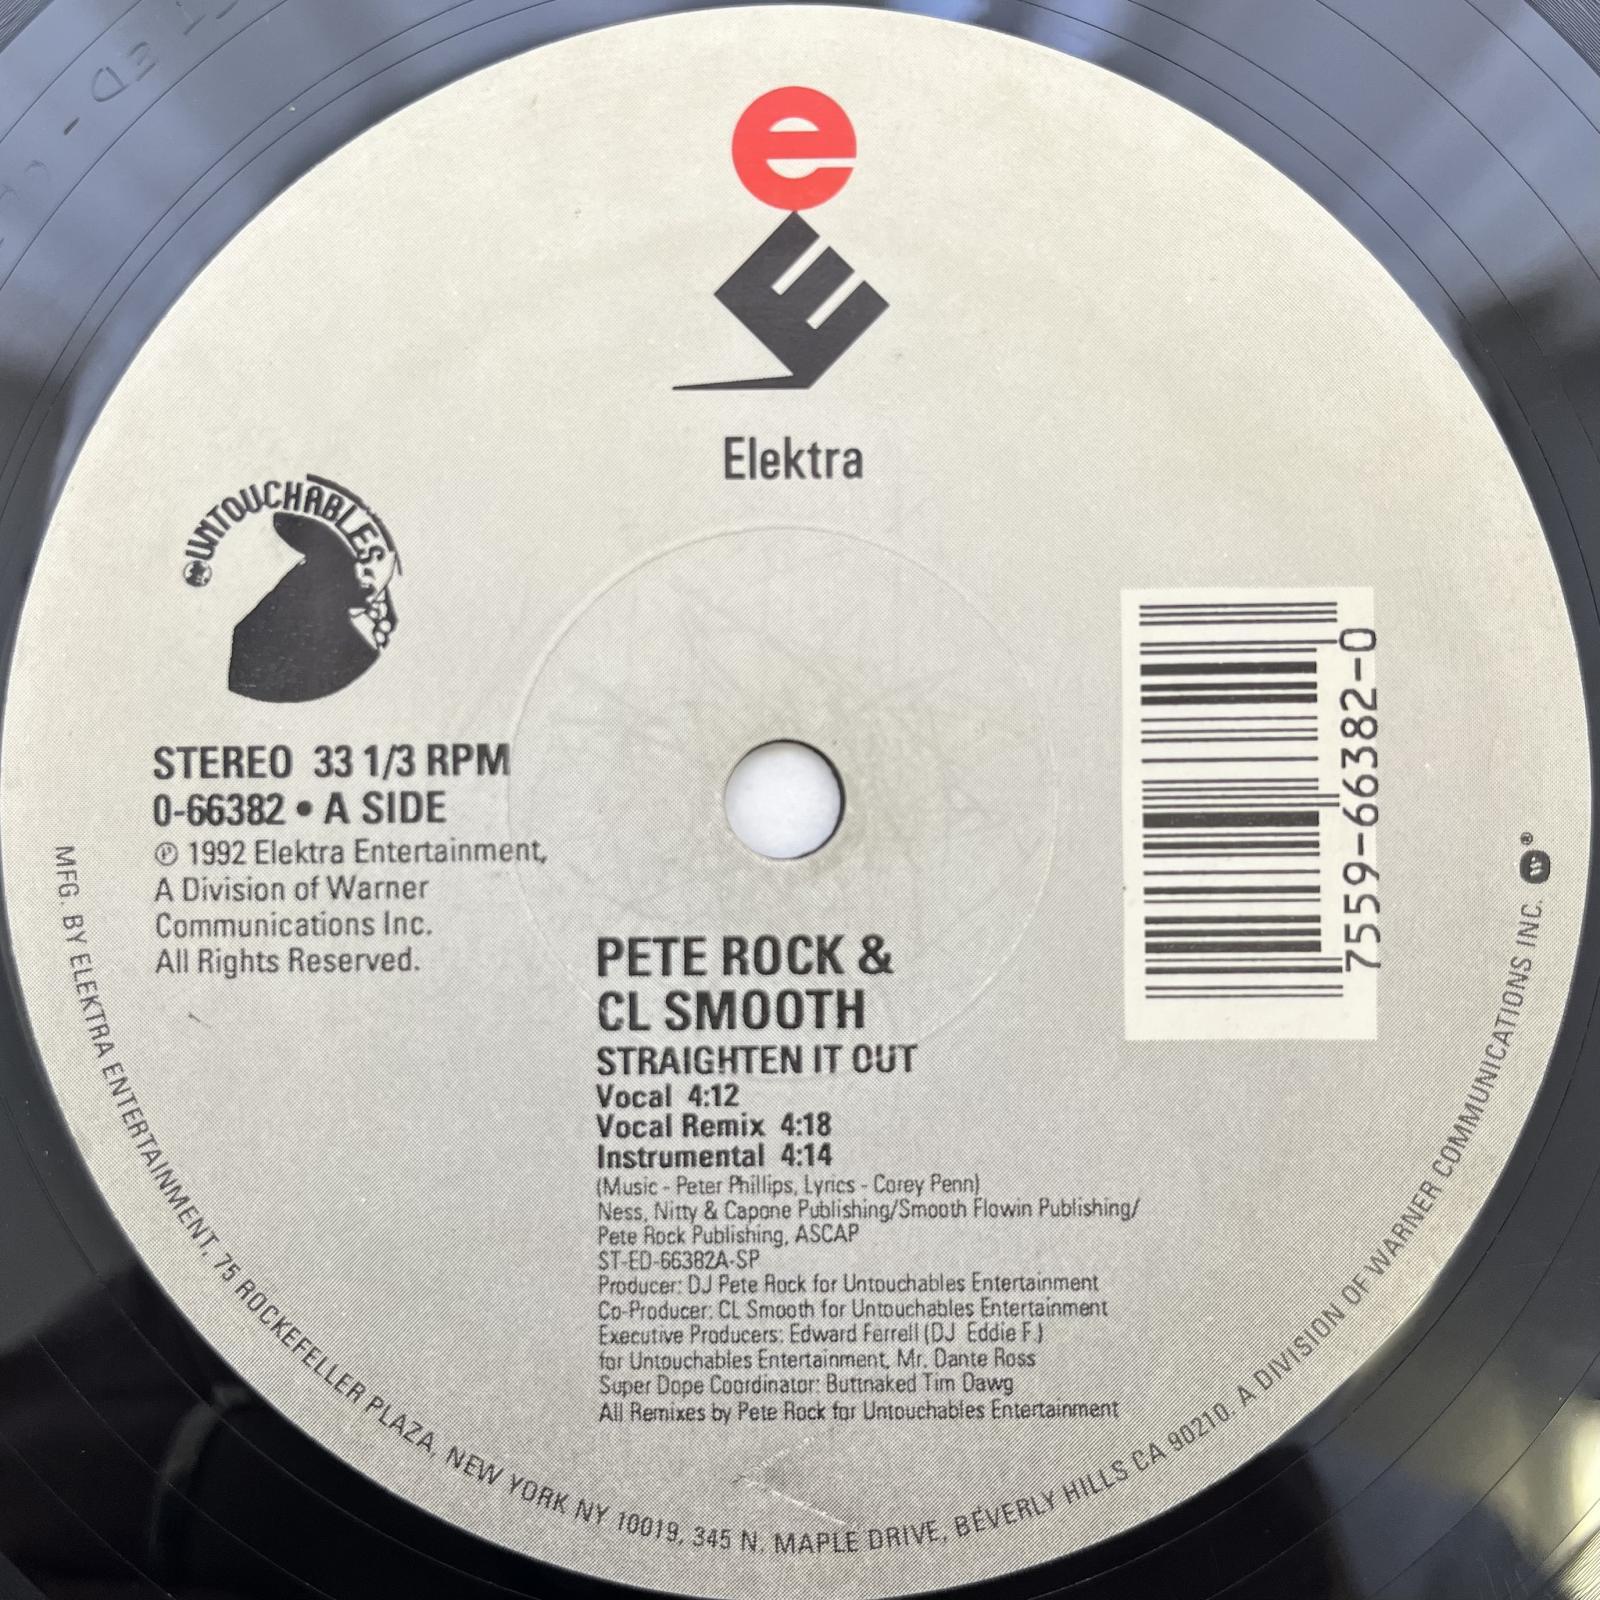 e
E
Elektra
UNTOUCHABLES
STEREO 33 1/3 RPM
0-66382 • A SIDE
℗ 1992 Elektra Entertainment,
A Division of Warner
Communications Inc.
All Rights Reserved.
7559-66382-0
PETE ROCK &
CL SMOOTH
STRAIGHTEN IT OUT
Vocal 4:12
Vocal Remix 4:18
Instrumental 4:14
(Music - Peter Phillips, Lyrics - Corey Penn)
Ness, Nitty & Capone Publishing/Smooth Flowin Publishing/
Pete Rock Publishing, ASCAP
ST-ED-66382A-SP
Producer: DJ Pete Rock for Untouchables Entertainment
Co-Producer: CL Smooth for Untouchables Entertainment
Executive Producers: Edward Ferrell (DJ Eddie F.)
for Untouchables Entertainment, Mr. Dante Ross
Super Dope Coordinator: Buttnaked Tim Dawg
All Remixes by Pete Rock for Untouchables Entertainment
MFG. BY ELEKTRA ENTERTAINMENT, 75 ROCKEFELLER PLAZA, NEW YORK NY 10019, 345 N. MAPLE DRIVE, BEVERLY HILLS CA 90210. A DIVISION OF WARNER COMMUNICATIONS INC. ®